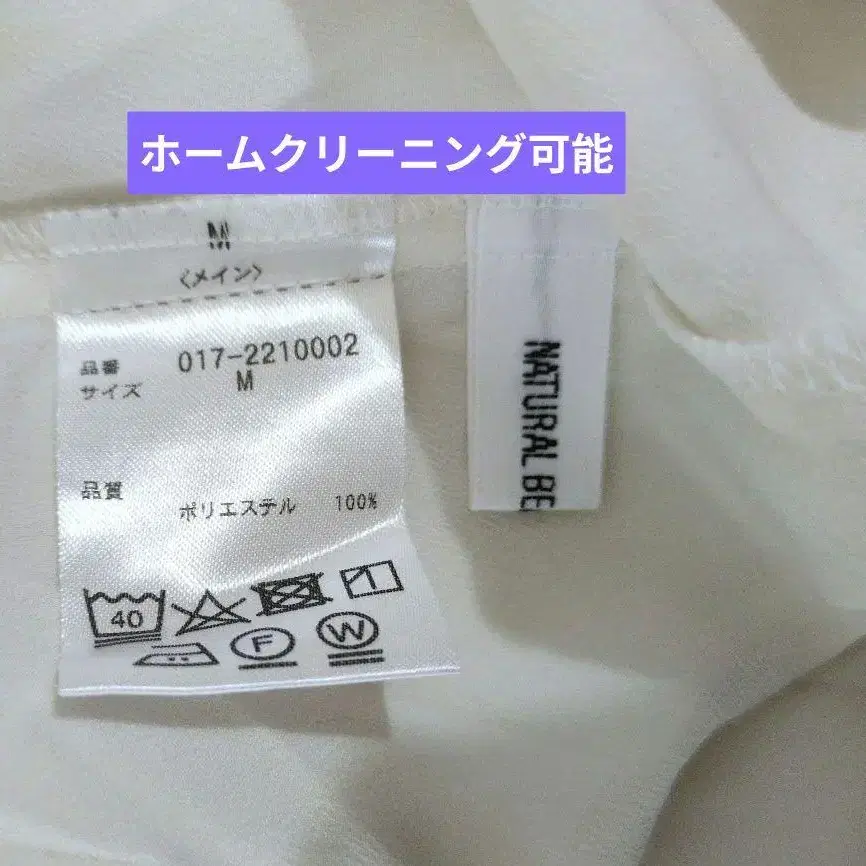 ホームクリーニング可能
M
〈メイン〉
品番 017-2210002
サイズ M
品質
ポリエステル 100%
40
F
W
NATURAL BE